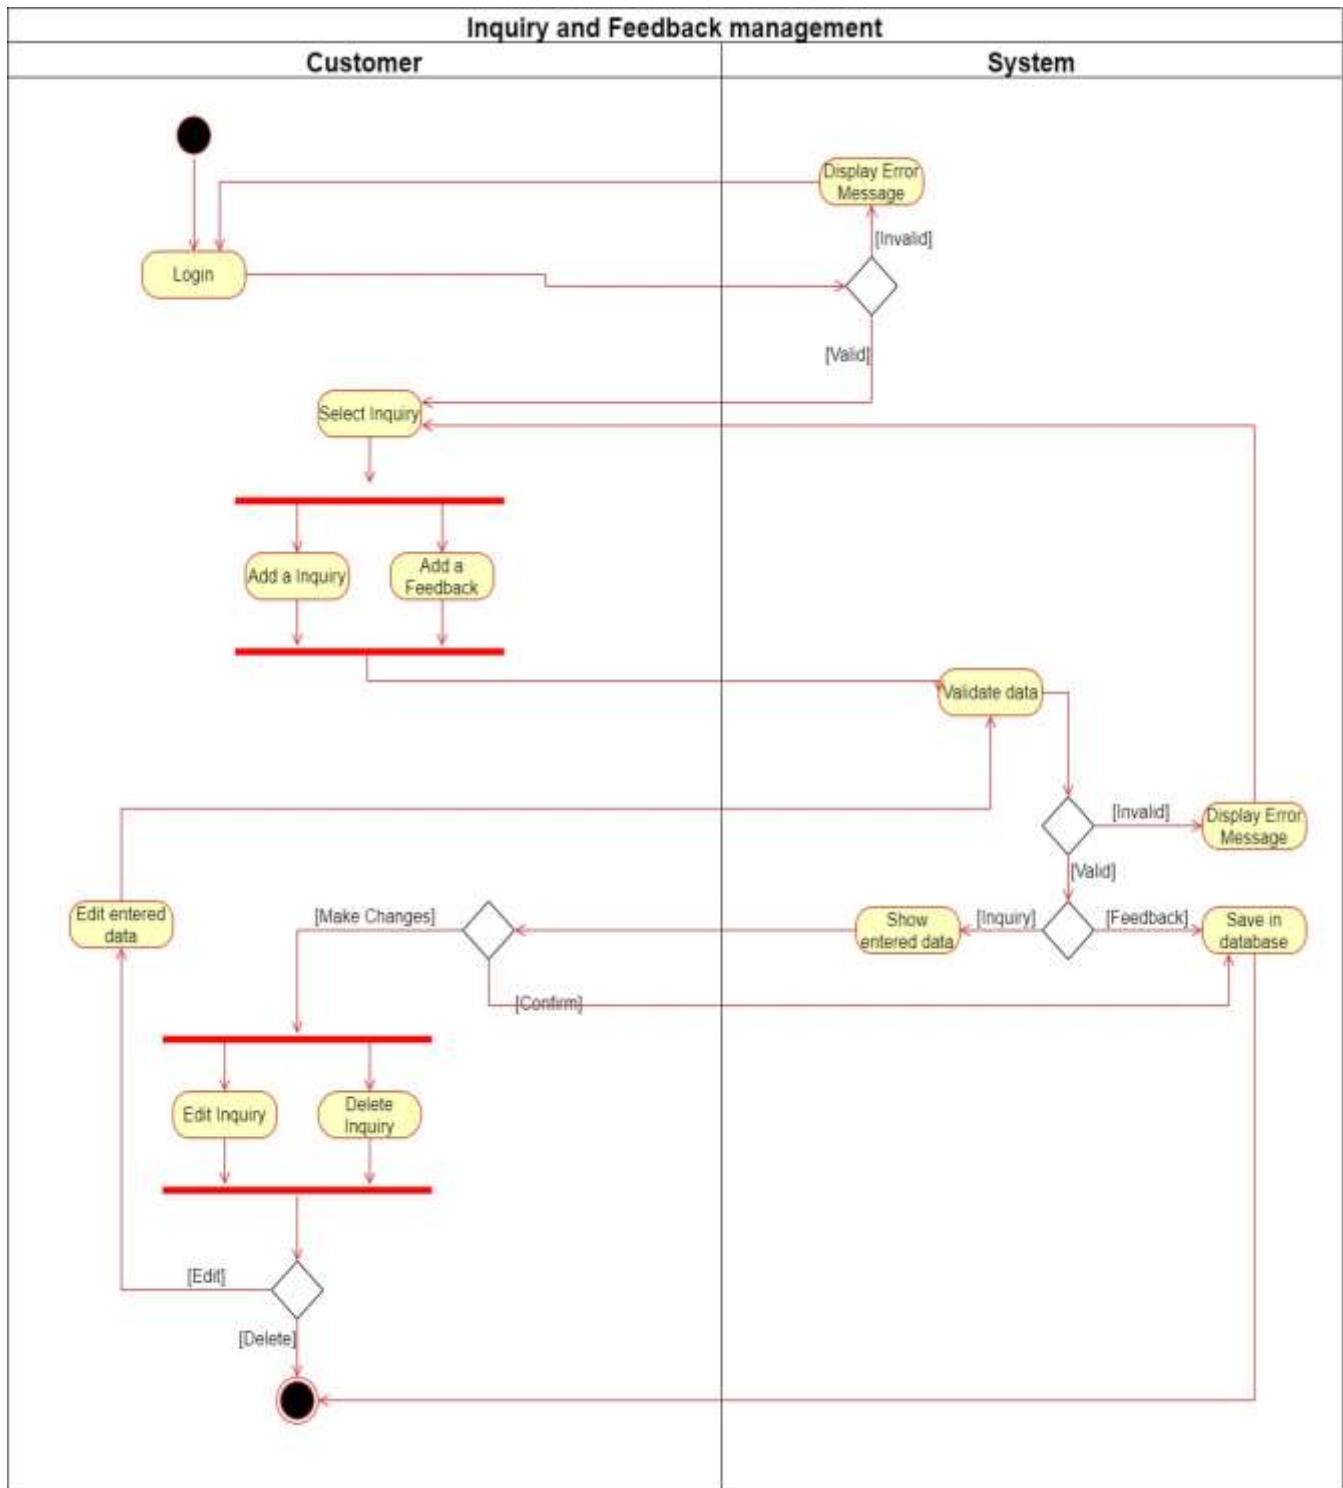 Inquiry and Feedback management
Customer
System
Display Error
Message
[Invalid]
Login
[Valid]
Select Inquiry
Add a Inquiry
Add a
Feedback
Validate data
[Invalid]
Display Error
Message
[Valid]
Edit entered
data
[Make Changes]
Show
entered data
[Inquiry]
[Feedback]
Save in
database
[Confirm]
Edit Inquiry
Delete
Inquiry
[Edit]
[Delete]